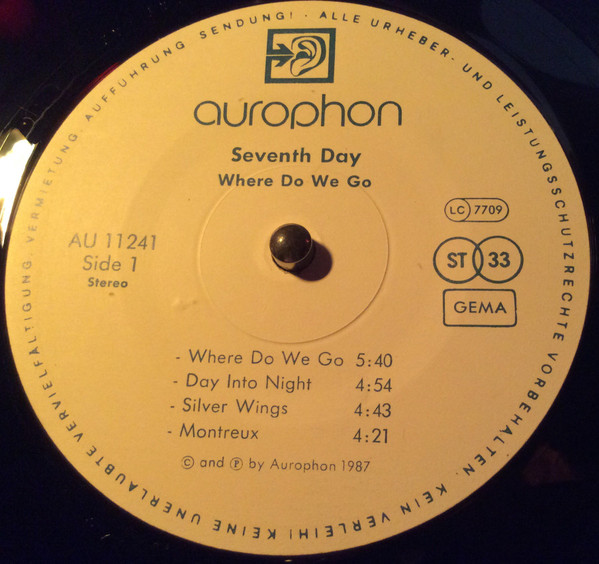 ALLE URHEBER- UND LEISTUNGSSCHUTZRECHTE VORBEHALTEN. KEIN VERLEIH! KEINE UNERLAUBTE VERVIELFÄLTIGUNG, VERMIETUNG, AUFFÜHRUNG SENDUNG! ·
aurophon
Seventh Day
Where Do We Go
LC 7709
AU 11241
Side 1
Stereo
ST 33
GEMA
- Where Do We Go 5:40
- Day Into Night 4:54
- Silver Wings 4:43
- Montreux 4:21
© and ℗ by Aurophon 1987